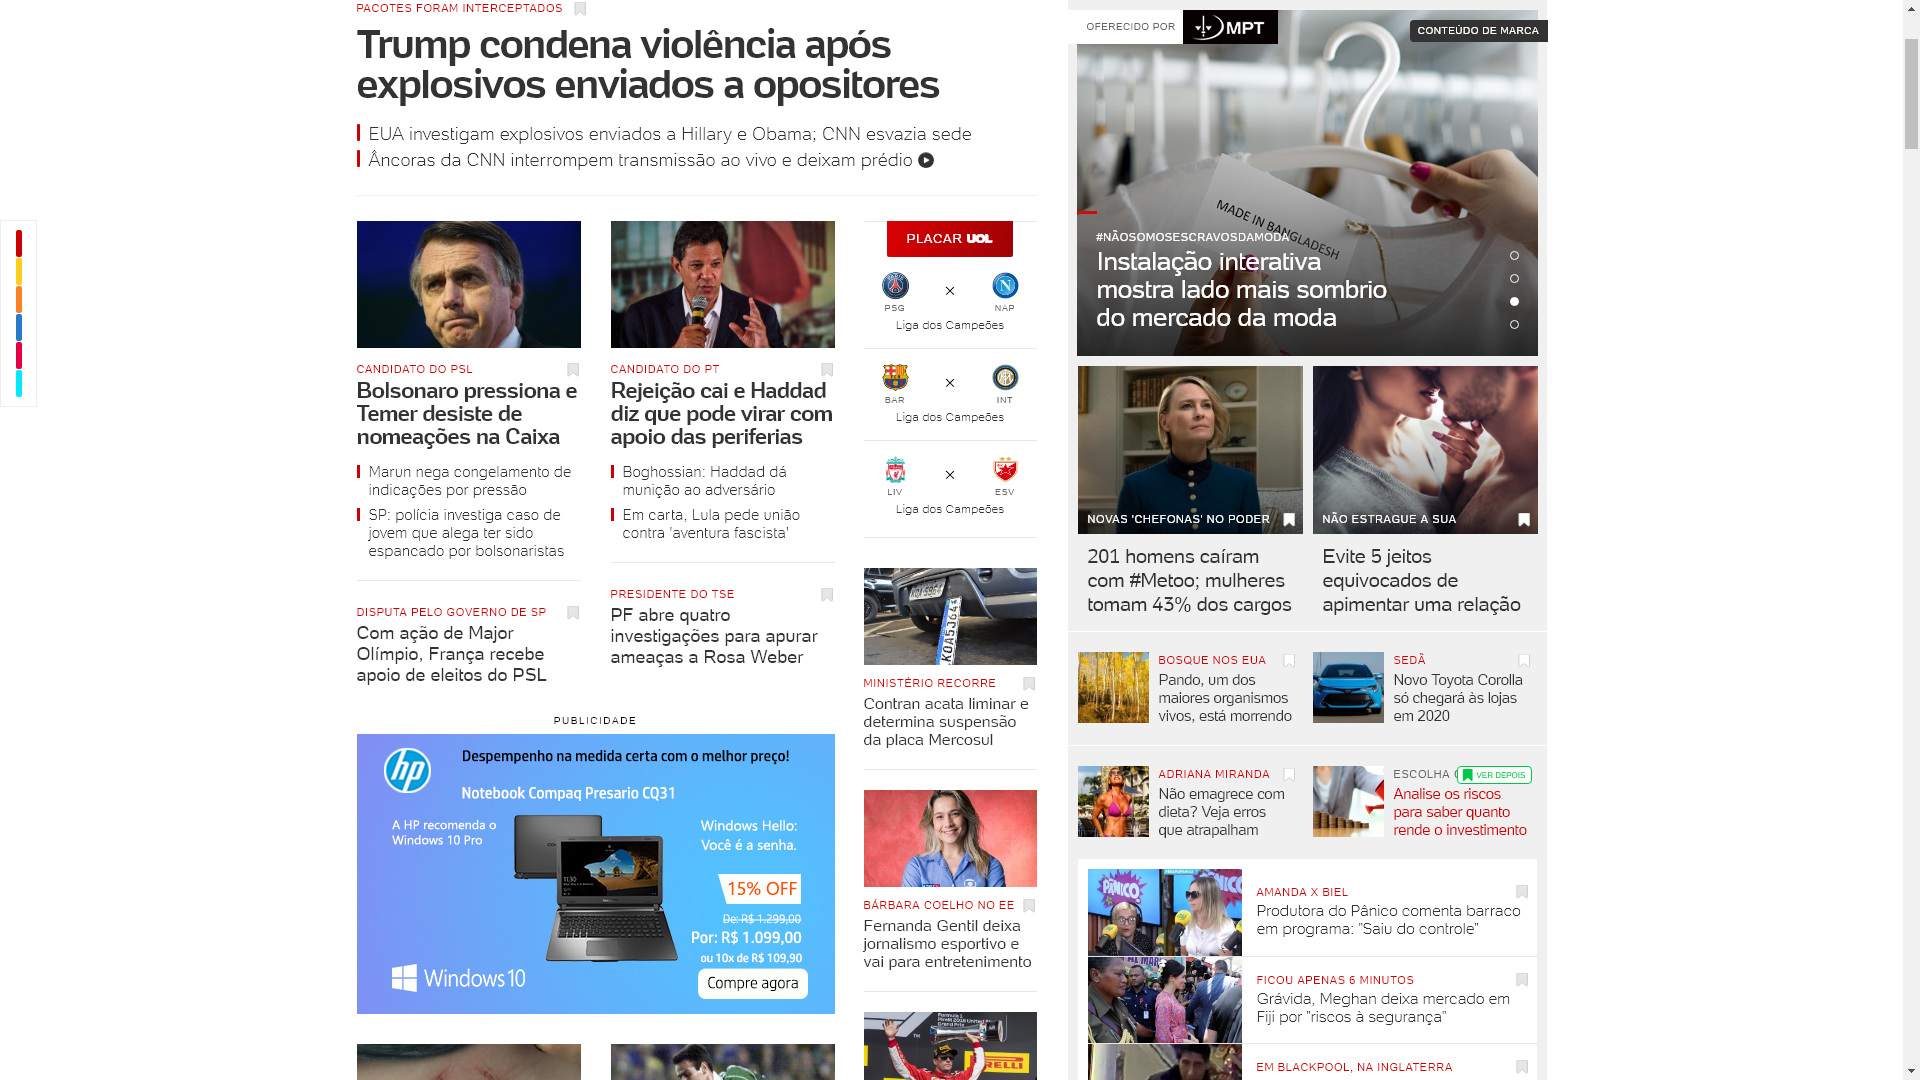 PACOTES FORAM INTERCEPTADOS
Trump condena violência após
explosivos enviados a opositores
EUA investigam explosivos enviados a Hillary e Obama; CNN esvazia sede
Âncoras da CNN interrompem transmissão ao vivo e deixam prédio
CANDIDATO DO PSL
Bolsonaro pressiona e
Temer desiste de
nomeações na Caixa
Marun nega congelamento de
indicações por pressão
SP: polícia investiga caso de
jovem que alega ter sido
espancado por bolsonaristas
DISPUTA PELO GOVERNO DE SP
Com ação de Major
Olímpio, França recebe
apoio de eleitos do PSL
CANDIDATO DO PT
Rejeição cai e Haddad
diz que pode virar com
apoio das periferias
Boghossian: Haddad dá
munição ao adversário
Em carta, Lula pede união
contra 'aventura fascista'
PRESIDENTE DO TSE
PF abre quatro
investigações para apurar
ameaças a Rosa Weber
PUBLICIDADE
hp
Despempenho na medida certa com o melhor preço!
Notebook Compaq Presario CQ31
A HP recomenda o
Windows 10 Pro
Windows Hello:
Você é a senha.
11:30
15% OFF
De: R$ 1.299,00
Por: R$ 1.099,00
ou 10x de R$ 109,90
Compre agora
Windows 10
PLACAR UOL
PSG × NAP
Liga dos Campeões
BAR × INT
Liga dos Campeões
LIV × ESV
Liga dos Campeões
KOA5J64
MINISTÉRIO RECORRE
Contran acata liminar e
determina suspensão
da placa Mercosul
BÁRBARA COELHO NO EE
Fernanda Gentil deixa
jornalismo esportivo e
vai para entretenimento
Formula 1
Pirelli 2018 United
Grand Prix
PIRELLI
OFERECIDO POR
MPT
CONTEÚDO DE MARCA
MADE IN BANGLADESH
#NÃOSOMOSESCRAVOSDAMODA
Instalação interativa
mostra lado mais sombrio
do mercado da moda
NOVAS 'CHEFONAS' NO PODER
201 homens caíram
com #Metoo; mulheres
tomam 43% dos cargos
NÃO ESTRAGUE A SUA
Evite 5 jeitos
equivocados de
apimentar uma relação
BOSQUE NOS EUA
Pando, um dos
maiores organismos
vivos, está morrendo
SEDÃ
Novo Toyota Corolla
só chegará às lojas
em 2020
ADRIANA MIRANDA
Não emagrece com
dieta? Veja erros
que atrapalham
ESCOLHA
VER DEPOIS
Analise os riscos
para saber quanto
rende o investimento
PÂNICO
AMANDA X BIEL
Produtora do Pânico comenta barraco
em programa: "Saiu do controle"
FICOU APENAS 6 MINUTOS
Grávida, Meghan deixa mercado em
Fiji por "riscos à segurança"
EM BLACKPOOL, NA INGLATERRA